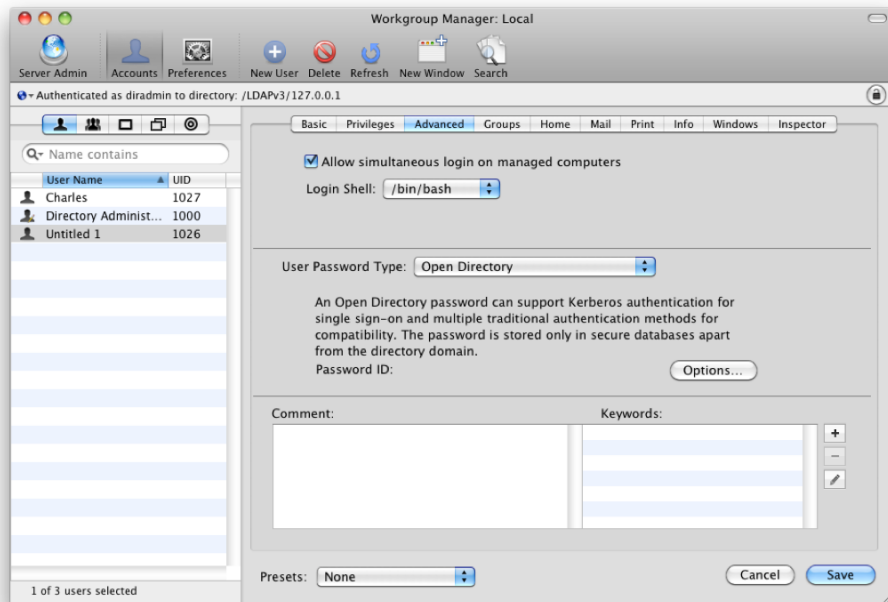 Workgroup Manager: Local
Server Admin Accounts Preferences New User Delete Refresh New Window Search
Authenticated as diradmin to directory: /LDAPv3/127.0.0.1
Basic Privileges Advanced Groups Home Mail Print Info Windows Inspector
Name contains
User Name UID
Charles 1027
Directory Administ... 1000
Untitled 1 1026
1 of 3 users selected
Allow simultaneous login on managed computers
Login Shell: /bin/bash
User Password Type: Open Directory
An Open Directory password can support Kerberos authentication for
single sign-on and multiple traditional authentication methods for
compatibility. The password is stored only in secure databases apart
from the directory domain.
Password ID:
Options...
Comment: Keywords:
Presets: None
Cancel Save